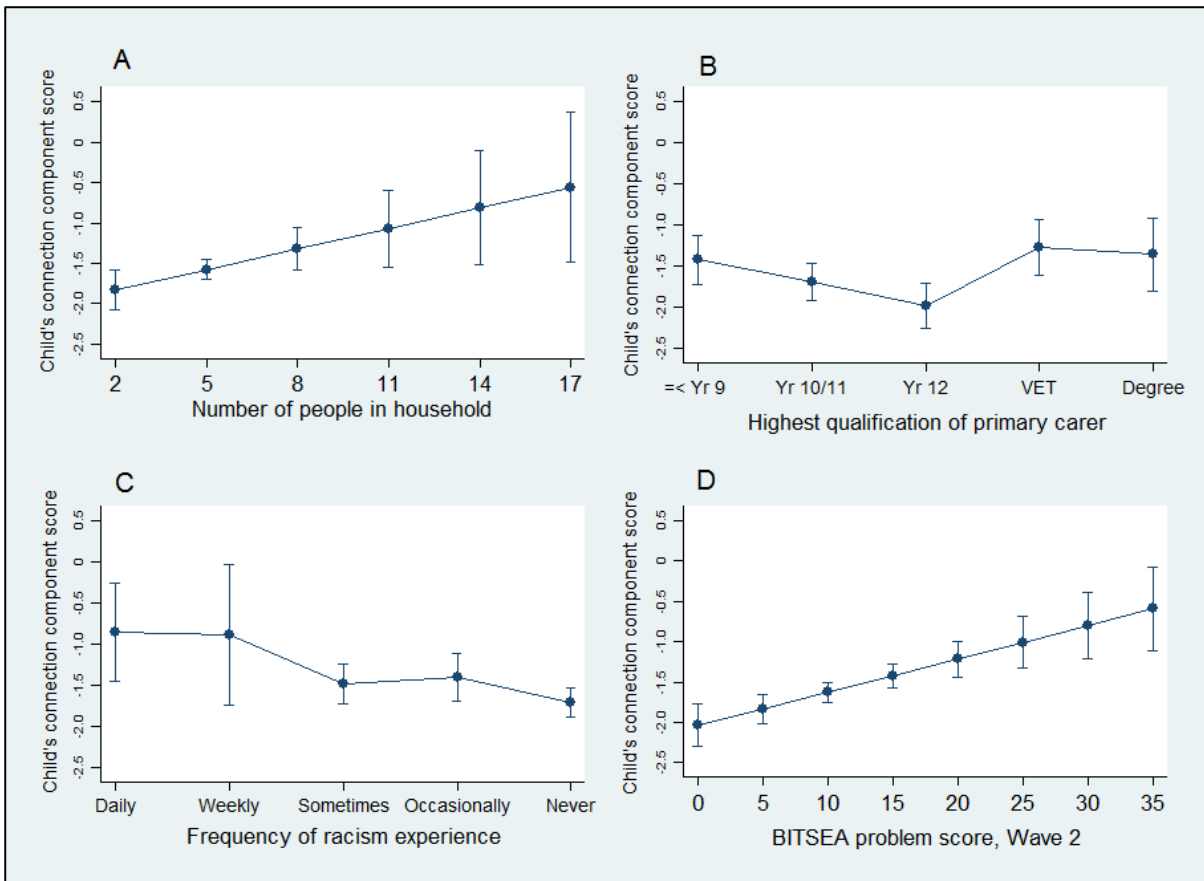 A
Child's connection component score
0.5
0
-0.5
-1.0
-1.5
-2.0
-2.5
2 5 8 11 14 17
Number of people in household
B
Child's connection component score
0.5
0
-0.5
-1.0
-1.5
-2.0
-2.5
=< Yr 9 Yr 10/11 Yr 12 VET Degree
Highest qualification of primary carer
C
Child's connection component score
0.5
0
-0.5
-1.0
-1.5
-2.0
-2.5
Daily Weekly Sometimes Occasionally Never
Frequency of racism experience
D
Child's connection component score
0.5
0
-0.5
-1.0
-1.5
-2.0
-2.5
0 5 10 15 20 25 30 35
BITSEA problem score, Wave 2